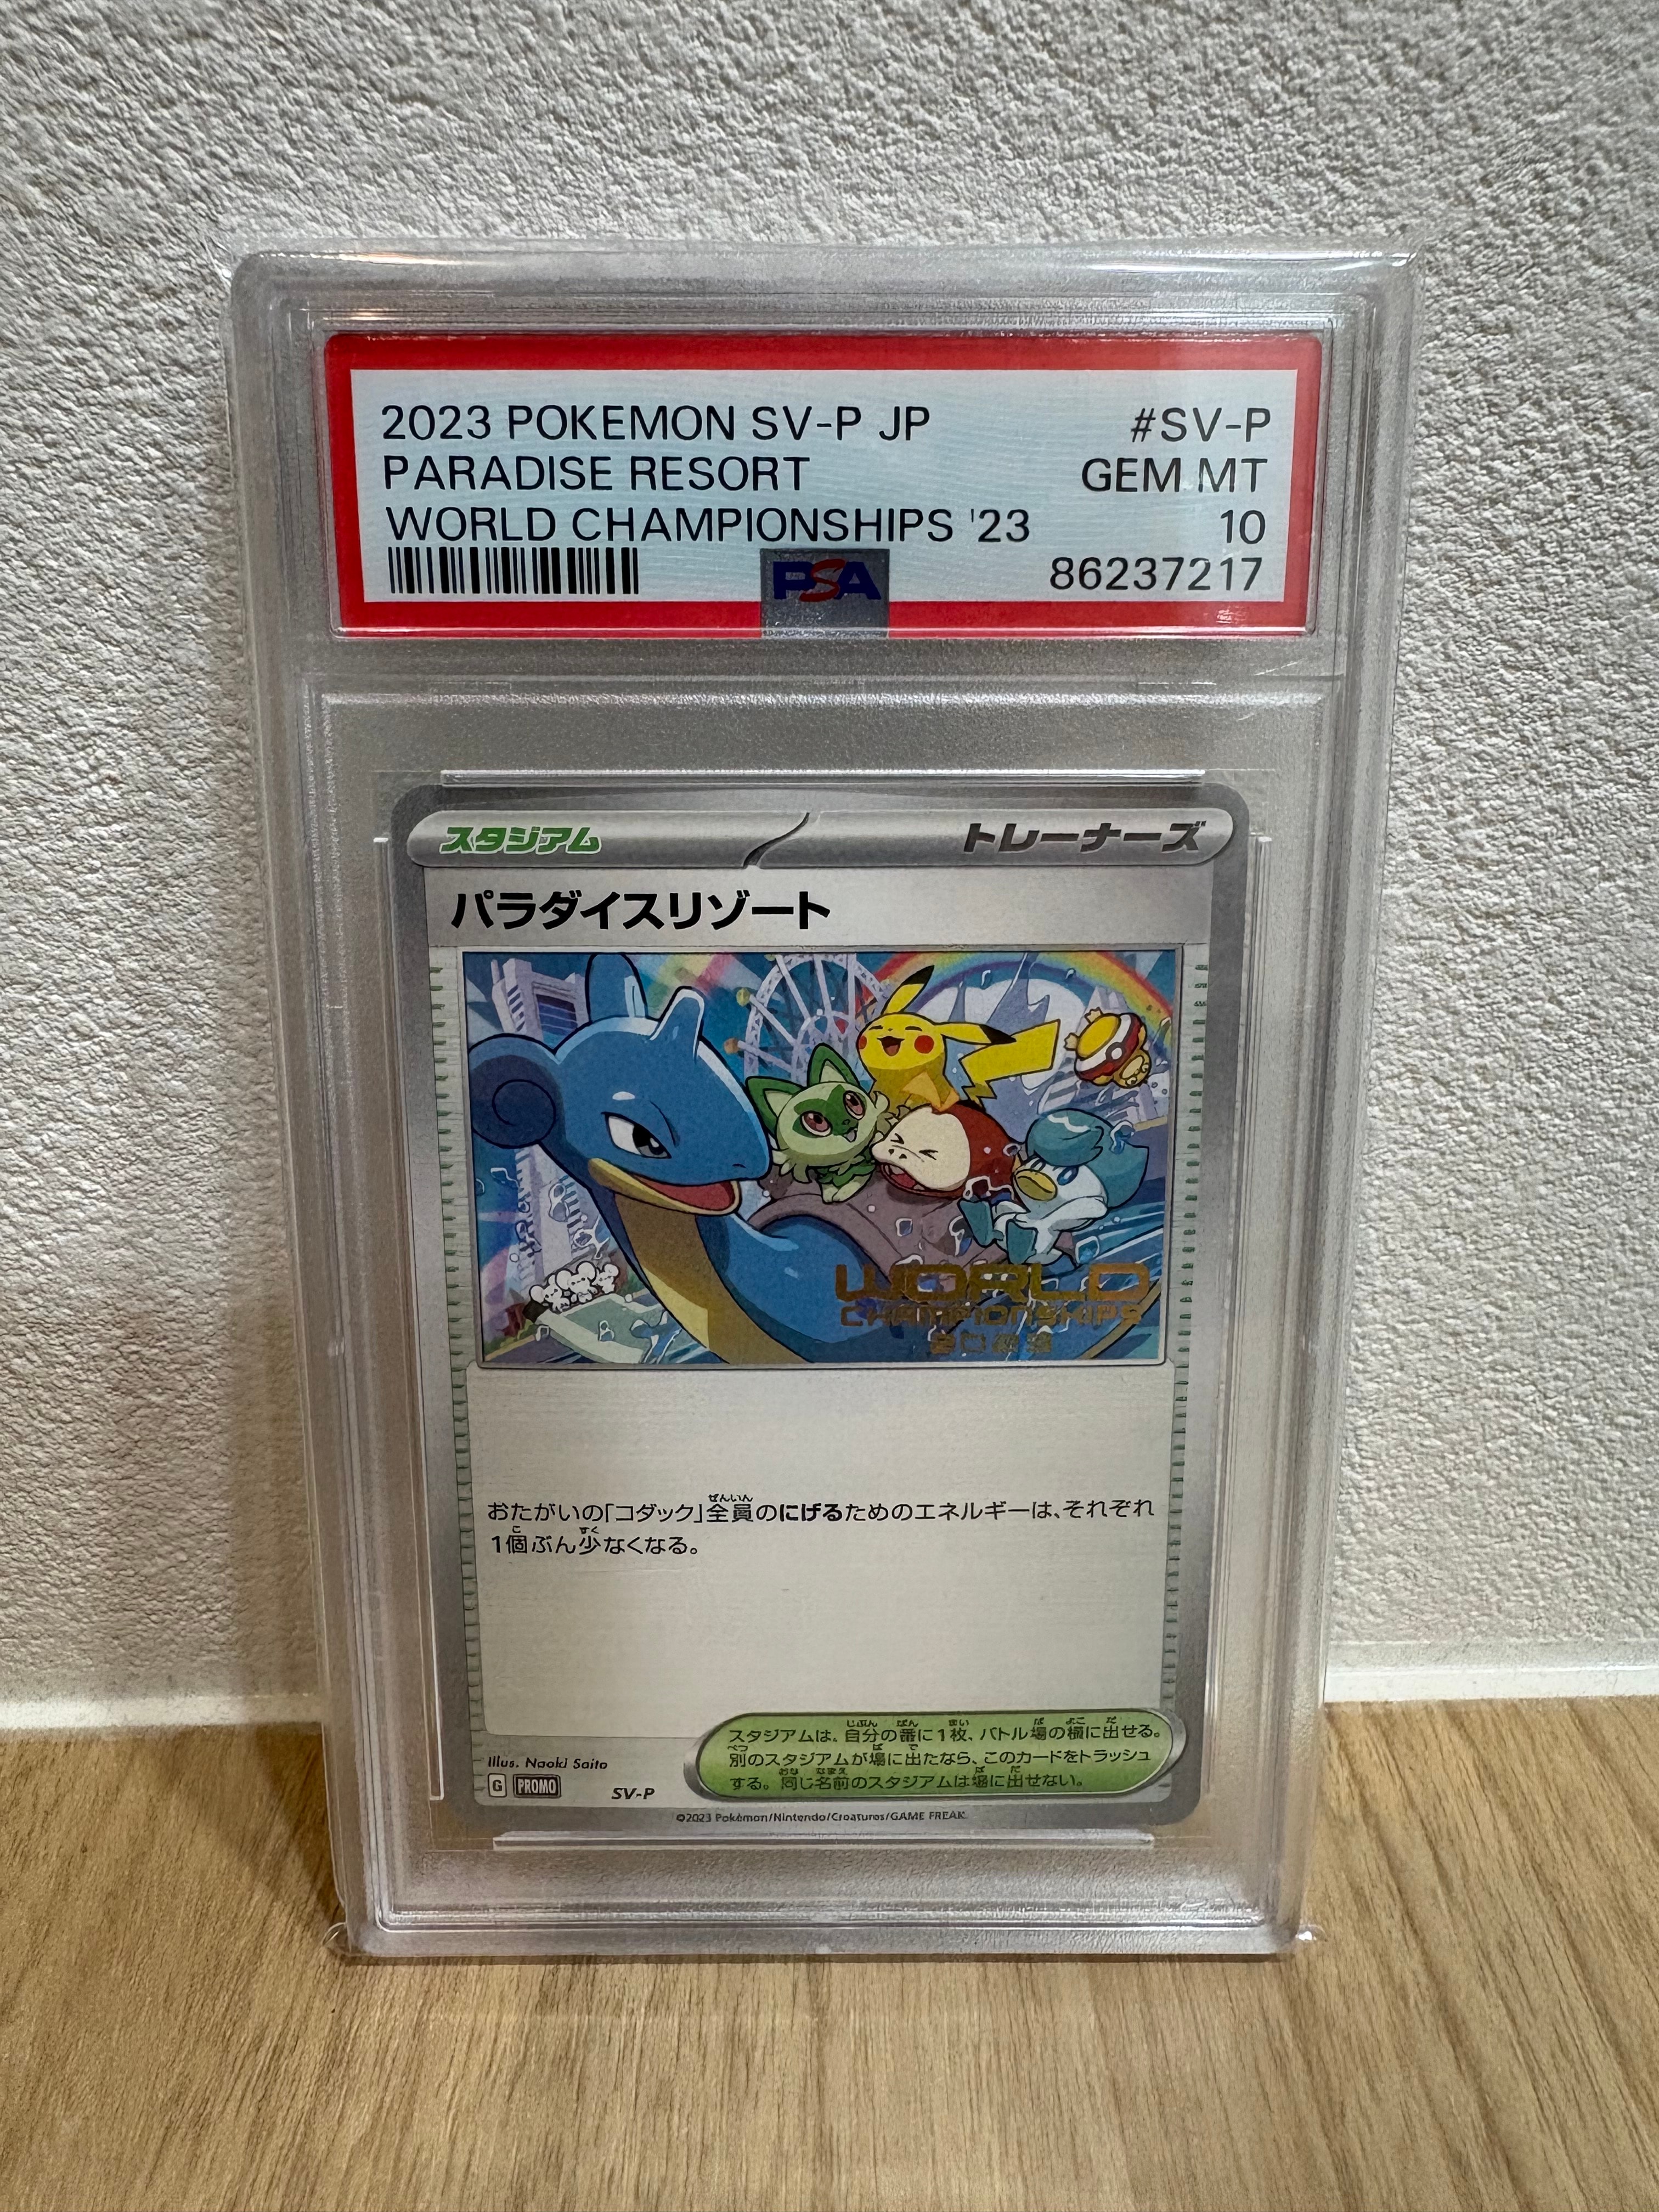 2023 POKEMON SV-P JP #SV-P
PARADISE RESORT GEM MT
WORLD CHAMPIONSHIPS '23 10
PSA 86237217
スタジアム トレーナーズ
パラダイスリゾート
WORLD
CHAMPIONSHIPS
2023
おたがいの「コダック」全員のにげるためのエネルギーは、それぞれ
1個ぶん少なくなる。
スタジアムは、自分の番に1枚、バトル場の横に出せる。
別のスタジアムが場に出たなら、このカードをトラッシュ
する。同じ名前のスタジアムは場に出せない。
Illus. Naoki Saito
G PROMO SV-P
©2023 Pokémon/Nintendo/Creatures/GAME FREAK.